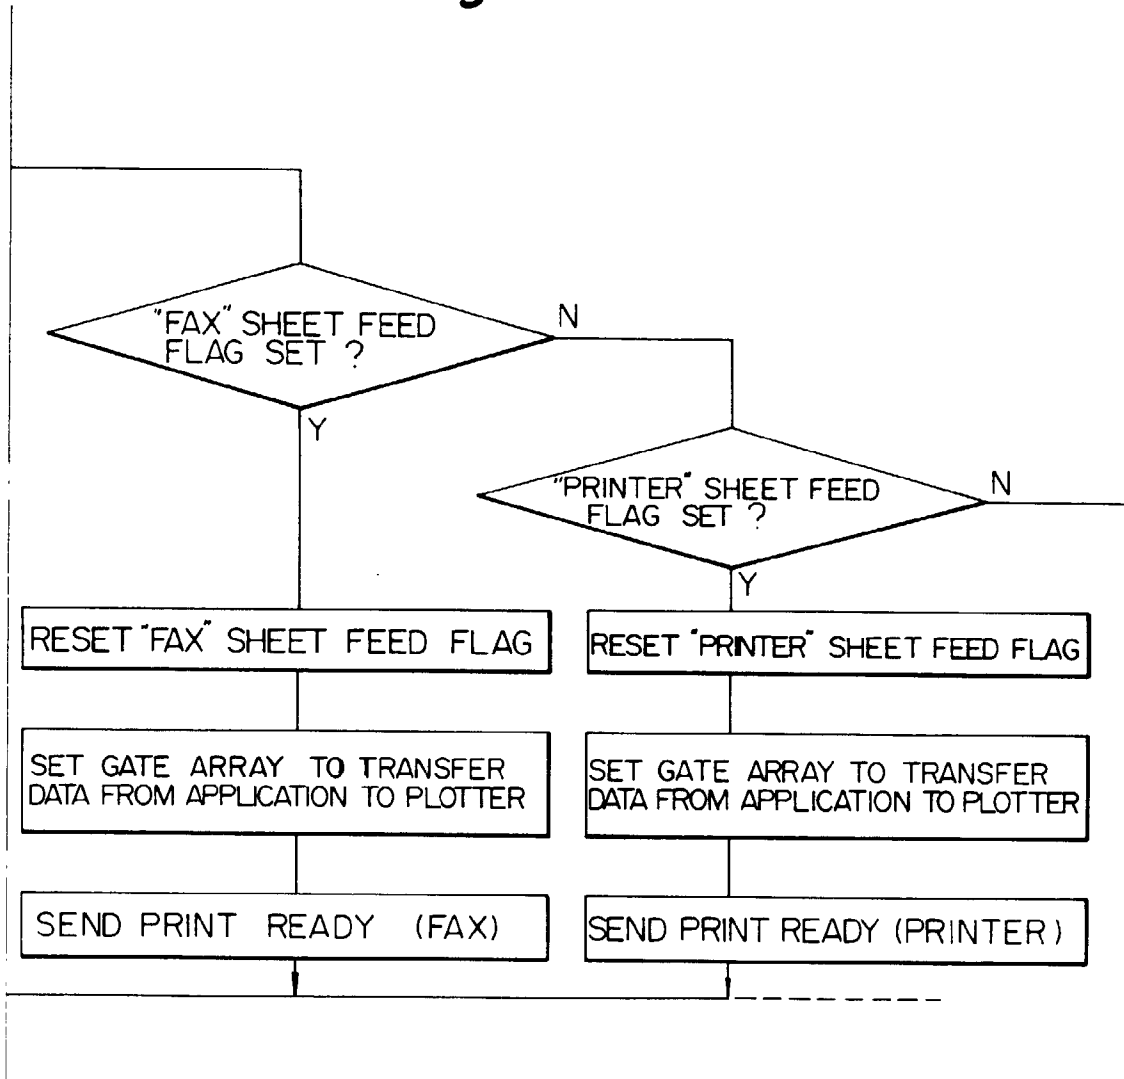 "FAX" SHEET FEED
FLAG SET ?
N
Y
"PRINTER" SHEET FEED
FLAG SET ?
N
Y
RESET "FAX" SHEET FEED FLAG
RESET "PRINTER" SHEET FEED FLAG
SET GATE ARRAY TO TRANSFER
DATA FROM APPLICATION TO PLOTTER
SET GATE ARRAY TO TRANSFER
DATA FROM APPLICATION TO PLOTTER
SEND PRINT READY (FAX)
SEND PRINT READY (PRINTER)